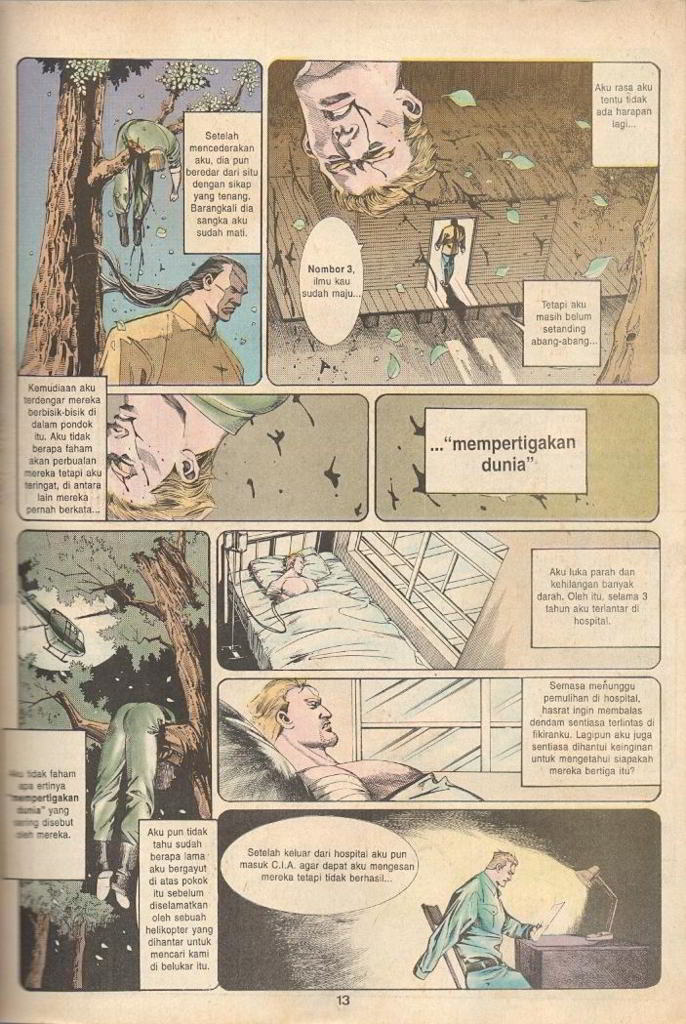 Setelah
mencederakan
aku, dia pun
beredar dari situ
dengan sikap
yang tenang.
Barangkali dia
sangka aku
sudah mati.
Aku rasa aku
tentu tidak
ada harapan
lagi...
Nombor 3,
ilmu kau
sudah maju...
Tetapi aku
masih belum
setanding
abang-abang...
Kemudiaan aku
terdengar mereka
berbisik-bisik di
dalam pondok
itu. Aku tidak
berapa faham
akan perbualan
mereka tetapi aku
teringat, di antara
lain mereka
pernah berkata...
..."mempertigakan
dunia"
Aku tidak faham
apa ertinya
"mempertigakan
dunia" yang
sering disebut
oleh mereka.
Aku pun tidak
tahu sudah
berapa lama
aku bergayut
di atas pokok
itu sebelum
diselamatkan
oleh sebuah
helikopter yang
dihantar untuk
mencari kami
di belukar itu.
Aku luka parah dan
kehilangan banyak
darah. Oleh itu, selama 3
tahun aku terlantar di
hospital.
Semasa menunggu
pemulihan di hospital,
hasrat ingin membalas
dendam sentiasa terlintas di
fikiranku. Lagipun aku juga
sentiasa dihantui keinginan
untuk mengetahui siapakah
mereka bertiga itu?
Setelah keluar dari hospital aku pun
masuk C.I.A. agar dapat aku mengesan
mereka tetapi tidak berhasil...
13